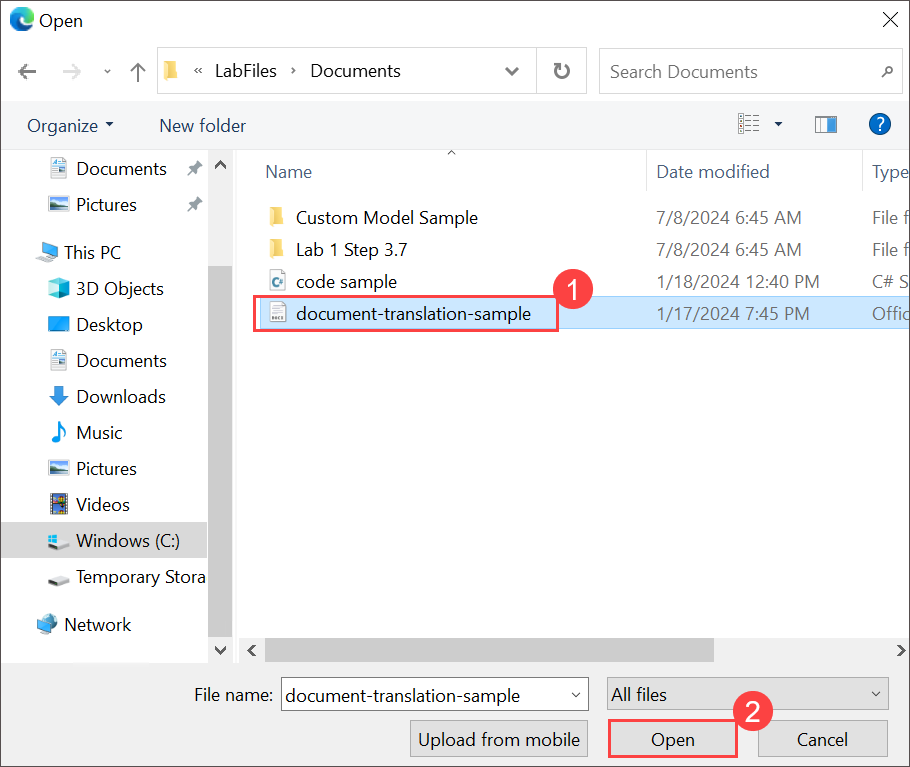 Open
« LabFiles › Documents
Search Documents
Organize
New folder
?
Name
Date modified
Type
Documents
Pictures
This PC
3D Objects
Desktop
Documents
Downloads
Music
Pictures
Videos
Windows (C:)
Temporary Stora
Network
Custom Model Sample 7/8/2024 6:45 AM File f
Lab 1 Step 3.7 7/8/2024 6:45 AM File f
C# code sample 1/18/2024 12:40 PM C# S
DOCX document-translation-sample 1/17/2024 7:45 PM Offic
1
File name: document-translation-sample
All files
2
Upload from mobile
Open
Cancel